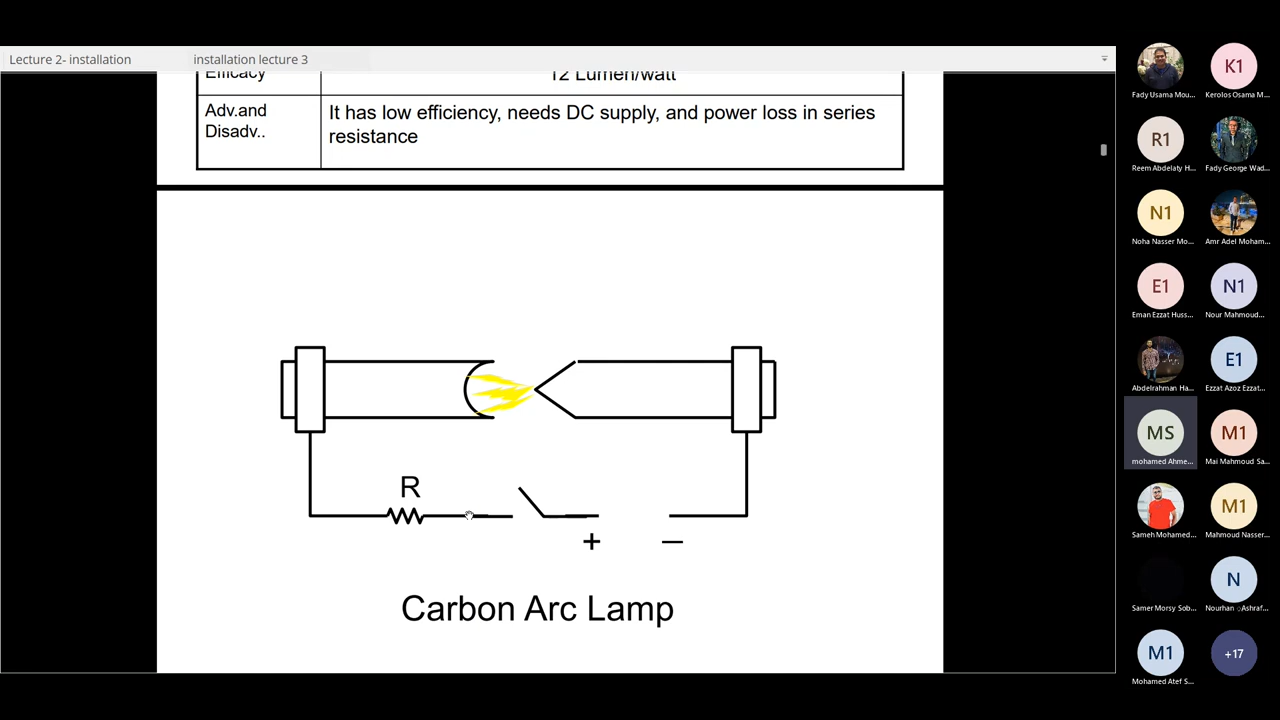 Lecture 2- installation
installation lecture 3
Efficacy
12 Lumen/watt
Adv.and
Disadv..
It has low efficiency, needs DC supply, and power loss in series
resistance
R
+
—
Carbon Arc Lamp
Fady Usama Mou...
K1
Kerolos Osama M...
R1
Reem Abdelaty H...
Fady George Wad...
N1
Noha Nasser Mo...
Amr Adel Moham...
E1
Eman Ezzat Huss...
N1
Nour Mahmoud...
Abdelrahman Ha...
E1
Ezzat Azoz Ezzat...
MS
mohamed Ahme...
M1
Mai Mahmoud Sa...
Sameh Mohamed...
M1
Mahmoud Nasser...
Samer Morsy Sob...
N
Nourhan ♢Ashraf...
M1
Mohamed Atef S...
+17